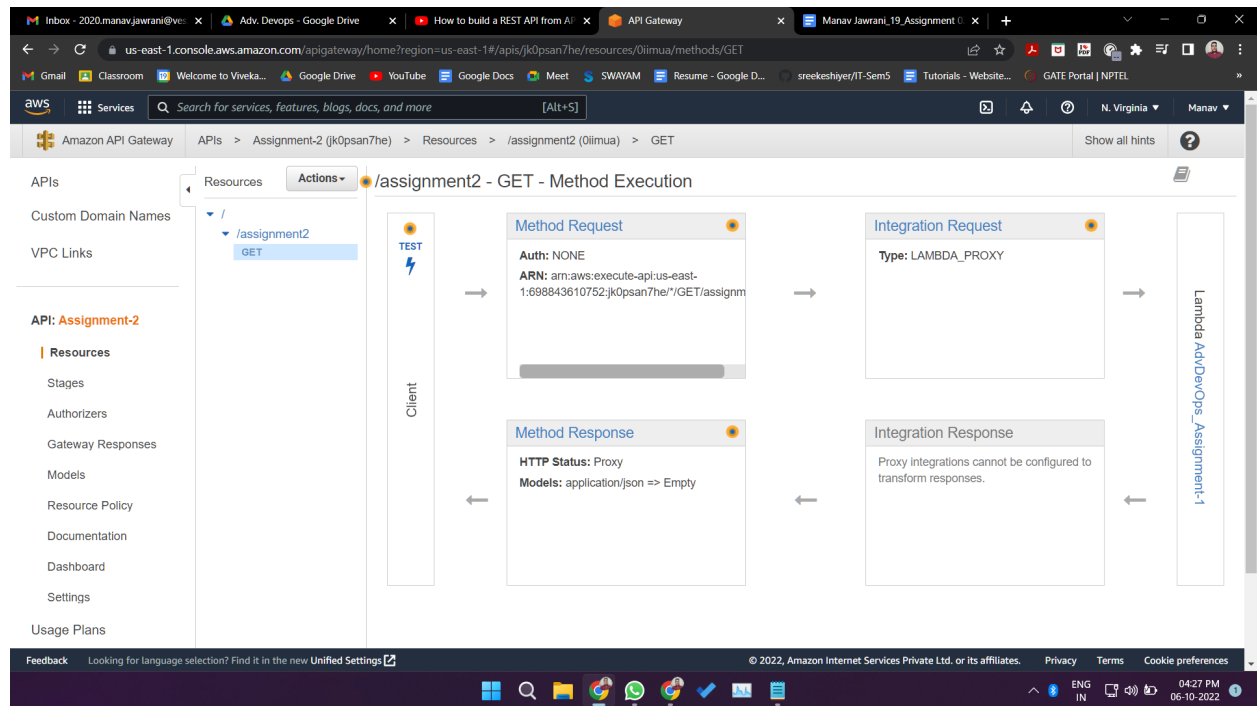 Inbox - 2020.manav.jawrani@ves
Adv. Devops - Google Drive
How to build a REST API from AP
API Gateway
Manav Jawrani_19_Assignment 0
us-east-1.console.aws.amazon.com/apigateway/home?region=us-east-1#/apis/jk0psan7he/resources/0iimua/methods/GET
Gmail
Classroom
Welcome to Viveka...
Google Drive
YouTube
Google Docs
Meet
SWAYAM
Resume - Google D...
sreekeshiyer/IT-Sem5
Tutorials - Website...
GATE Portal | NPTEL
»
aws
Services
Search for services, features, blogs, docs, and more
[Alt+S]
N. Virginia
Manav
Amazon API Gateway
APIs > Assignment-2 (jk0psan7he) > Resources > /assignment2 (0iimua) > GET
Show all hints
APIs
Custom Domain Names
VPC Links
API: Assignment-2
Resources
Stages
Authorizers
Gateway Responses
Models
Resource Policy
Documentation
Dashboard
Settings
Usage Plans
Resources
Actions
/
/assignment2
GET
/assignment2 - GET - Method Execution
TEST
Client
Method Request
Auth: NONE
ARN: arn:aws:execute-api:us-east-
1:698843610752:jk0psan7he/*/GET/assignm
Integration Request
Type: LAMBDA_PROXY
Lambda AdvDevOps_Assignment-1
Method Response
HTTP Status: Proxy
Models: application/json => Empty
Integration Response
Proxy integrations cannot be configured to
transform responses.
Feedback
Looking for language selection? Find it in the new Unified Settings
© 2022, Amazon Internet Services Private Ltd. or its affiliates.
Privacy
Terms
Cookie preferences
ENG
IN
04:27 PM
06-10-2022
1